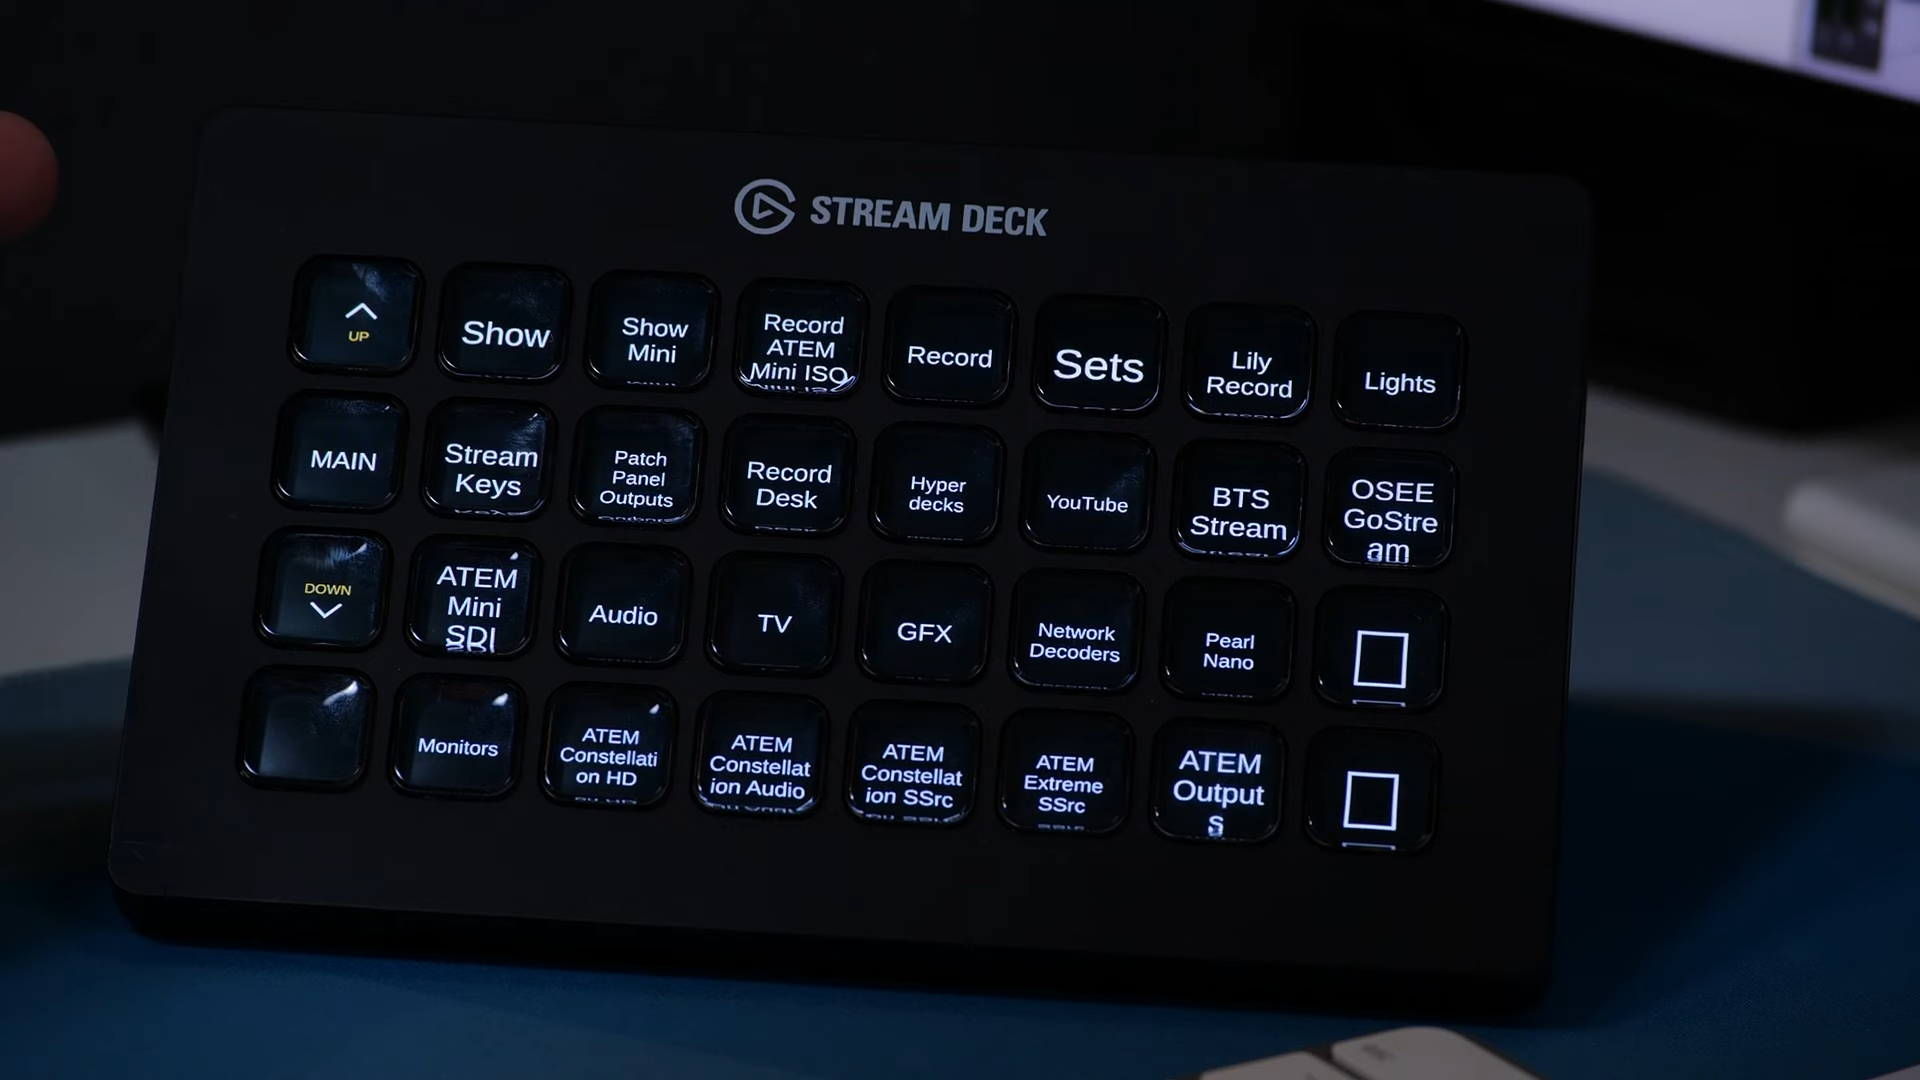 STREAM DECK
UP
Show
Show
Mini
Record
ATEM
Mini ISO
Record
Sets
Lily
Record
Lights
MAIN
Stream
Keys
Patch
Panel
Outputs
Record
Desk
Hyper
decks
YouTube
BTS
Stream
OSEE
GoStre
am
DOWN
ATEM
Mini
SDI
Audio
TV
GFX
Network
Decoders
Pearl
Nano
Monitors
ATEM
Constellati
on HD
ATEM
Constellat
ion Audio
ATEM
Constellat
ion SSrc
ATEM
Extreme
SSrc
ATEM
Output
s